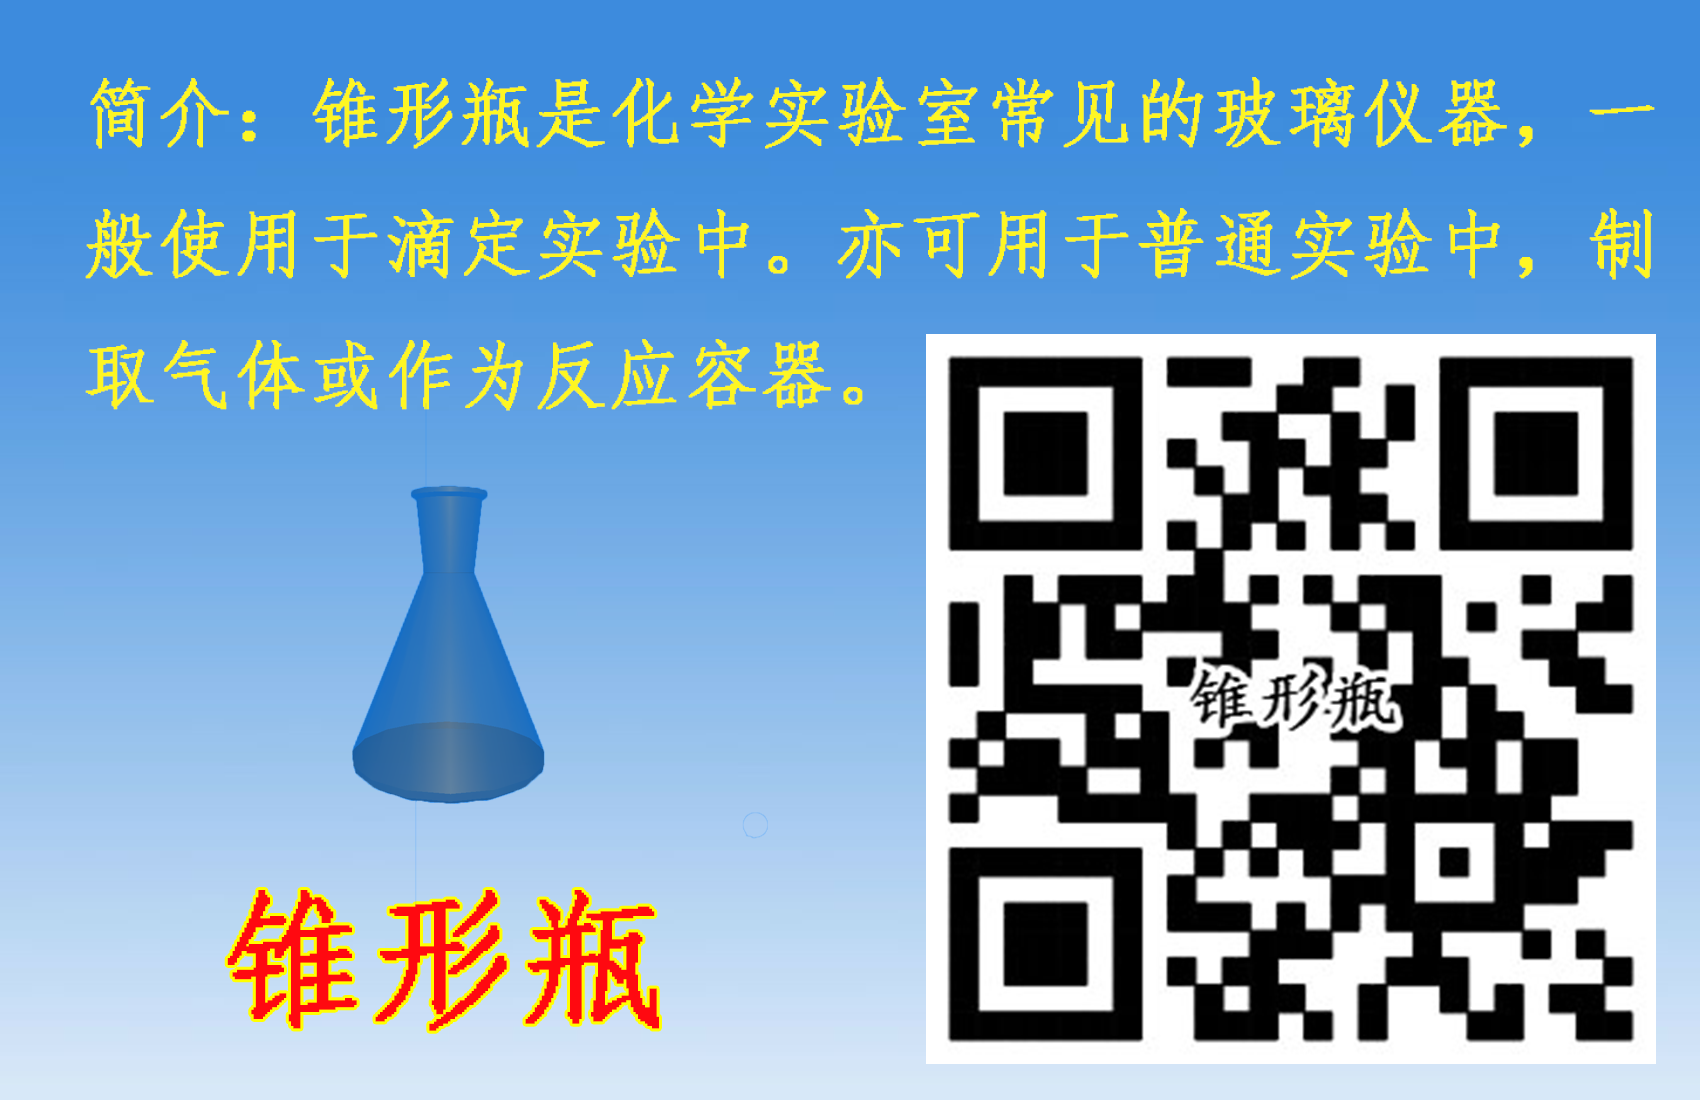 简介：锥形瓶是化学实验室常见的玻璃仪器，一
般使用于滴定实验中。亦可用于普通实验中，制
取气体或作为反应容器。
锥形瓶
锥形瓶